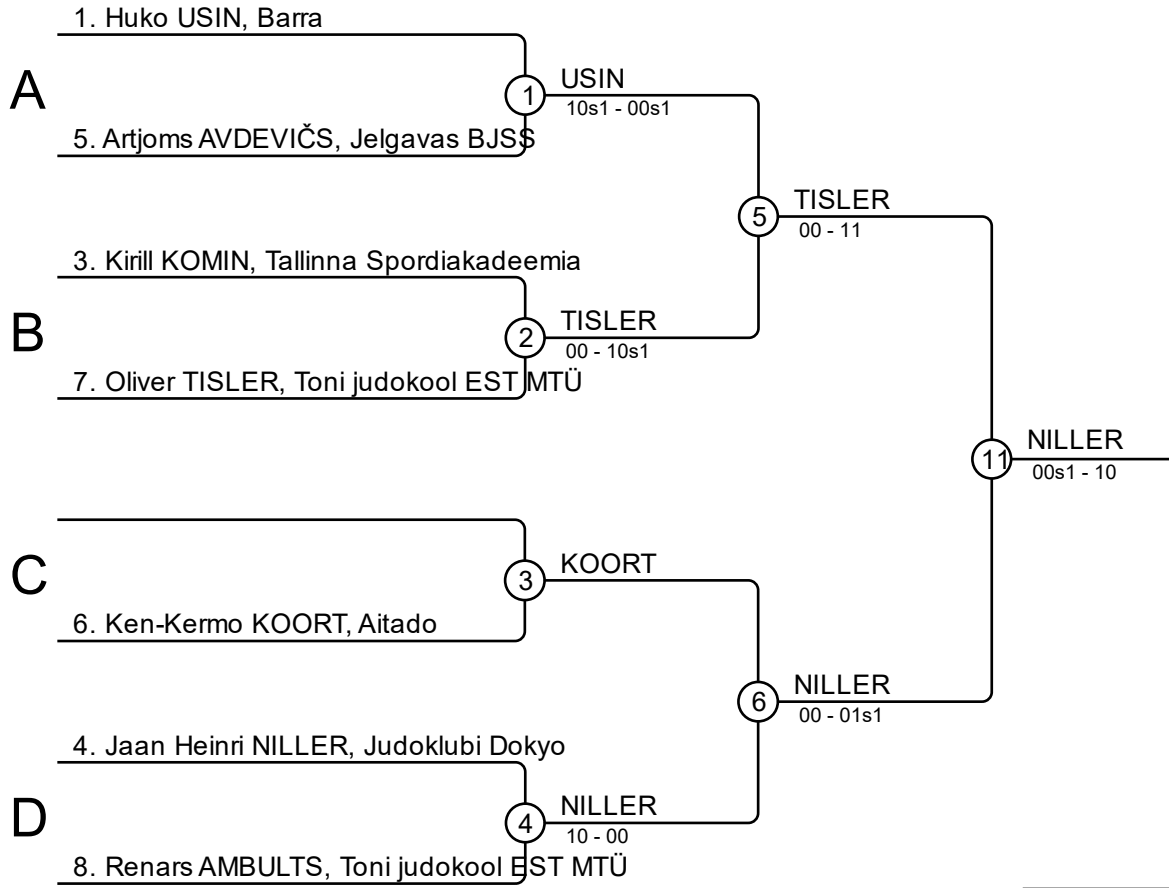 1. Huko USIN, Barra
A
1
USIN
10s1 - 00s1
5. Artjoms AVDEVIČS, Jelgavas BJSS
5
TISLER
00 - 11
3. Kirill KOMIN, Tallinna Spordiakadeemia
B
2
TISLER
00 - 10s1
7. Oliver TISLER, Toni judokool EST MTÜ
11
NILLER
00s1 - 10
C
3
KOORT
6. Ken-Kermo KOORT, Aitado
6
NILLER
00 - 01s1
4. Jaan Heinri NILLER, Judoklubi Dokyo
D
4
NILLER
10 - 00
8. Renars AMBULTS, Toni judokool EST MTÜ